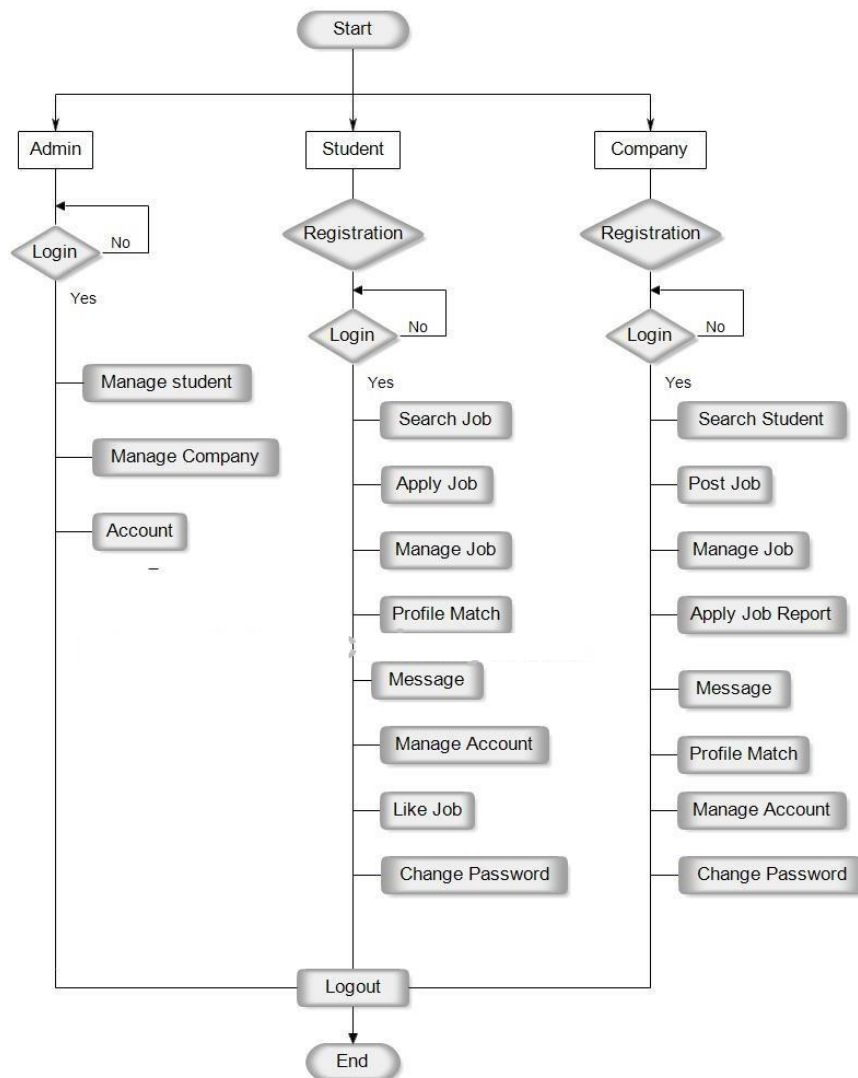 Start
Admin
Student
Company
Login
No
Yes
Manage student
Manage Company
Account
Registration
Login
No
Yes
Search Job
Apply Job
Manage Job
Profile Match
Message
Manage Account
Like Job
Change Password
Registration
Login
No
Yes
Search Student
Post Job
Manage Job
Apply Job Report
Message
Profile Match
Manage Account
Change Password
Logout
End